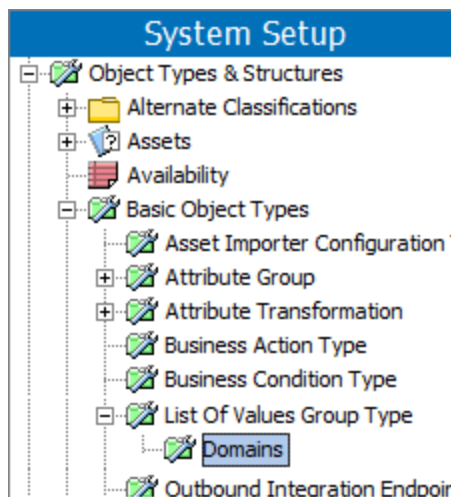 System Setup
Object Types & Structures
Alternate Classifications
Assets
Availability
Basic Object Types
Asset Importer Configuration
Attribute Group
Attribute Transformation
Business Action Type
Business Condition Type
List Of Values Group Type
Domains
Outbound Integration